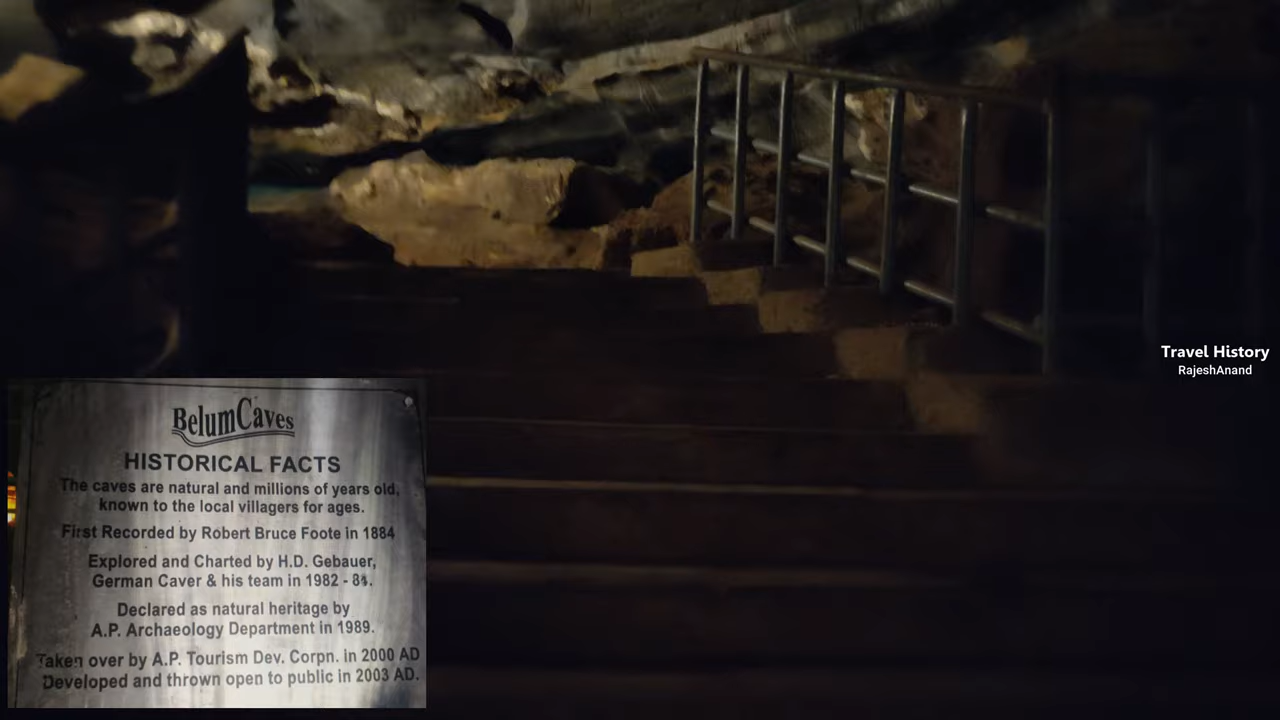 BelumCaves
HISTORICAL FACTS
The caves are natural and millions of years old,
known to the local villagers for ages.
First Recorded by Robert Bruce Foote in 1884
Explored and Charted by H.D. Gebauer,
German Caver & his team in 1982 -
Declared as natural heritage by
A.P. Archaeology Department in 1989.
Taken over by A.P. Tourism Dev. Corpn. in 2000 AD
Developed and thrown open to public in 2003 AD.
Travel History
RajeshAnand